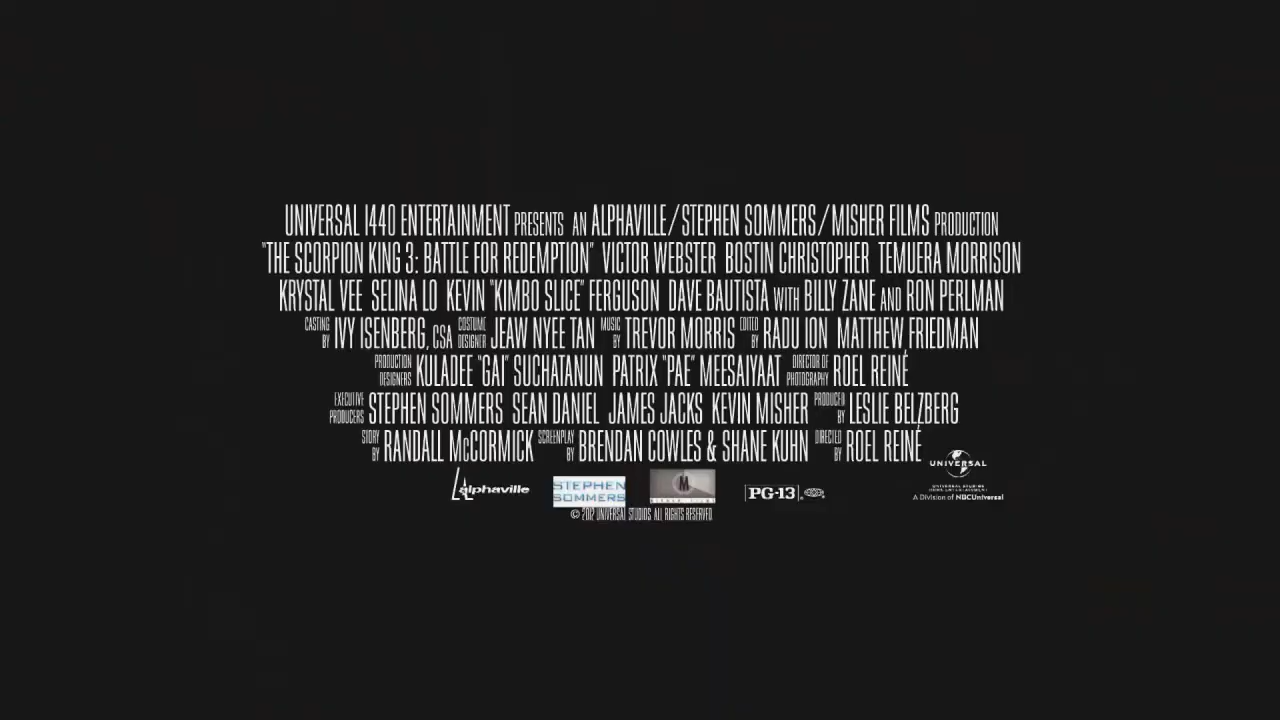 UNIVERSAL 1440 ENTERTAINMENT PRESENTS AN ALPHAVILLE/STEPHEN SOMMERS/MISHER FILMS PRODUCTION
"THE SCORPION KING 3: BATTLE FOR REDEMPTION" VICTOR WEBSTER BOSTIN CHRISTOPHER TEMUERA MORRISON
KRYSTAL VEE SELINA LO KEVIN "KIMBO SLICE" FERGUSON DAVE BAUTISTA WITH BILLY ZANE AND RON PERLMAN
CASTING BY IVY ISENBERG, CSA COSTUME DESIGNER JEAW NYEE TAN MUSIC BY TREVOR MORRIS EDITED BY RADU ION MATTHEW FRIEDMAN
PRODUCTION DESIGNERS KULADEE "GAI" SUCHATANUN PATRIX "PAE" MEESAIYAAT DIRECTOR OF PHOTOGRAPHY ROEL REINÉ
EXECUTIVE PRODUCERS STEPHEN SOMMERS SEAN DANIEL JAMES JACKS KEVIN MISHER PRODUCED BY LESLIE BELZBERG
STORY BY RANDALL McCORMICK SCREENPLAY BY BRENDAN COWLES & SHANE KUHN DIRECTED BY ROEL REINÉ
alphaville STEPHEN SOMMERS M PG-13 UNIVERSAL
A Division of NBCUniversal
© 2012 UNIVERSAL STUDIOS ALL RIGHTS RESERVED